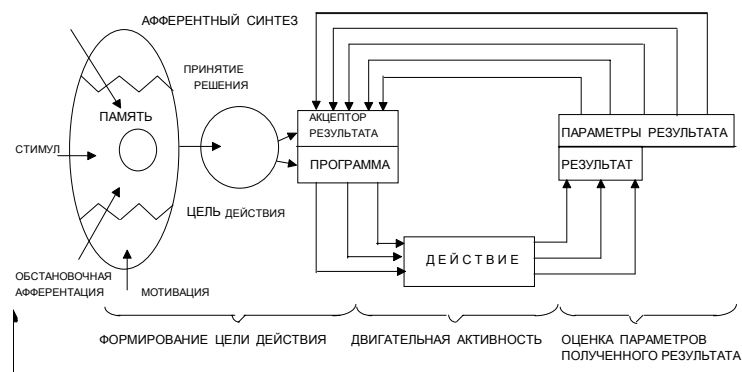 АФФЕРЕНТНЫЙ СИНТЕЗ
ПРИНЯТИЕ
РЕШЕНИЯ
ПАМЯТЬ
СТИМУЛ
АКЦЕПТОР
РЕЗУЛЬТАТА
ПРОГРАММА
ПАРАМЕТРЫ РЕЗУЛЬТАТА
РЕЗУЛЬТАТ
ЦЕЛЬ ДЕЙСТВИЯ
ДЕЙСТВИЕ
ОБСТАНОВОЧНАЯ
АФФЕРЕНТАЦИЯ
МОТИВАЦИЯ
ФОРМИРОВАНИЕ ЦЕЛИ ДЕЙСТВИЯ
ДВИГАТЕЛЬНАЯ АКТИВНОСТЬ
ОЦЕНКА ПАРАМЕТРОВ
ПОЛУЧЕННОГО РЕЗУЛЬТАТА